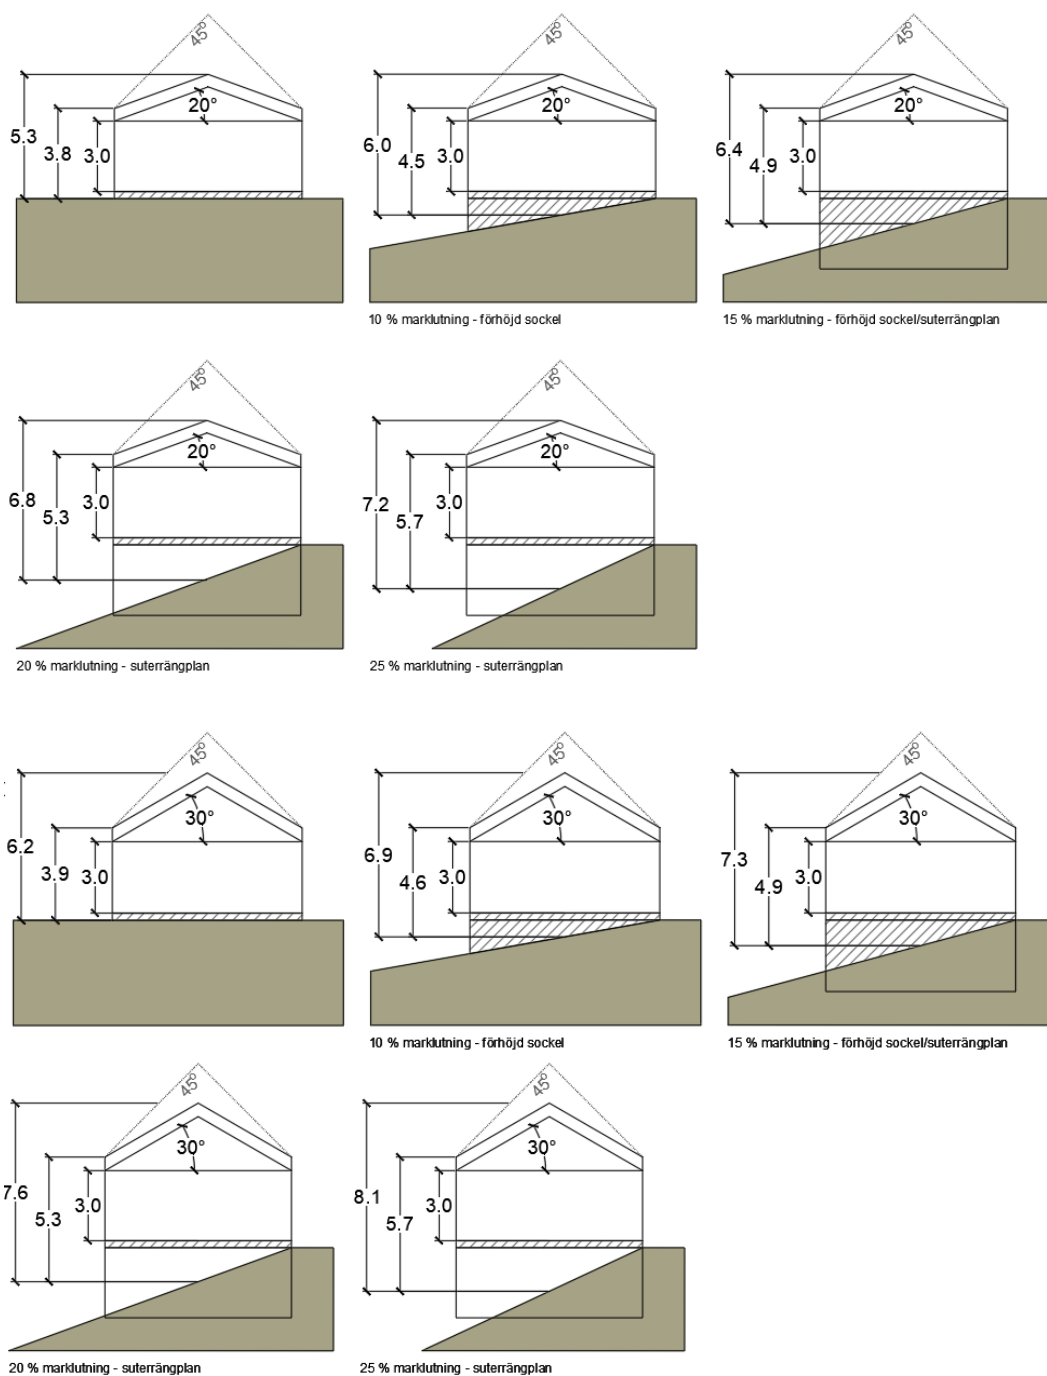 45° 45° 45°
20° 20° 20°
5.3 3.8 3.0 6.0 4.5 3.0 6.4 4.9 3.0
10 % marklutning - förhöjd sockel 15 % marklutning - förhöjd sockel/suterrängplan
45° 45°
20° 20°
6.8 5.3 3.0 7.2 5.7 3.0
20 % marklutning - suterrängplan 25 % marklutning - suterrängplan
45° 45° 45°
30° 30° 30°
6.2 3.9 3.0 6.9 4.6 3.0 7.3 4.9 3.0
10 % marklutning - förhöjd sockel 15 % marklutning - förhöjd sockel/suterrängplan
45° 45°
30° 30°
7.6 5.3 3.0 8.1 5.7 3.0
20 % marklutning - suterrängplan 25 % marklutning - suterrängplan